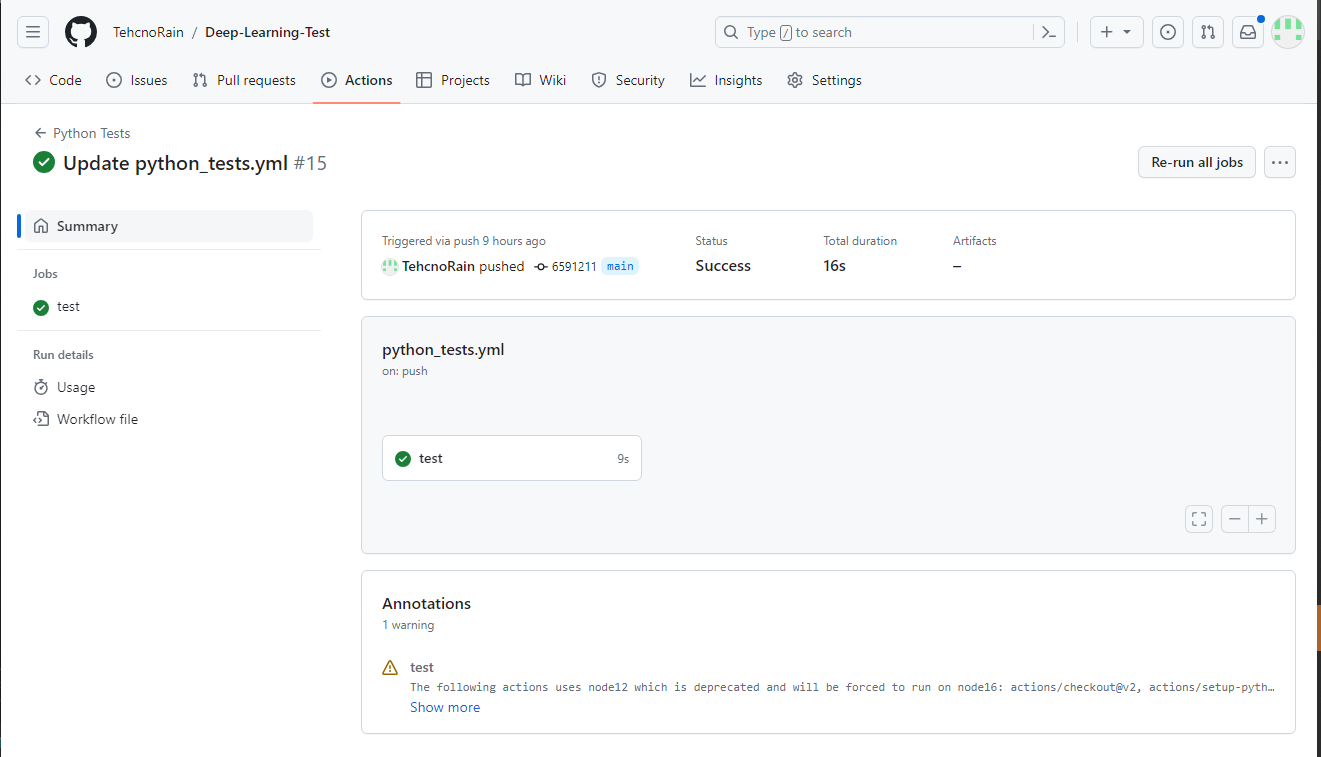 TehcnoRain / Deep-Learning-Test
Type / to search
Code Issues Pull requests Actions Projects Wiki Security Insights Settings
Python Tests
Update python_tests.yml #15
Re-run all jobs
Summary
Jobs
test
Run details
Usage
Workflow file
Triggered via push 9 hours ago
TehcnoRain pushed 6591211 main
Status
Success
Total duration
16s
Artifacts
–
python_tests.yml
on: push
test 9s
Annotations
1 warning
test
The following actions uses node12 which is deprecated and will be forced to run on node16: actions/checkout@v2, actions/setup-pyth…
Show more